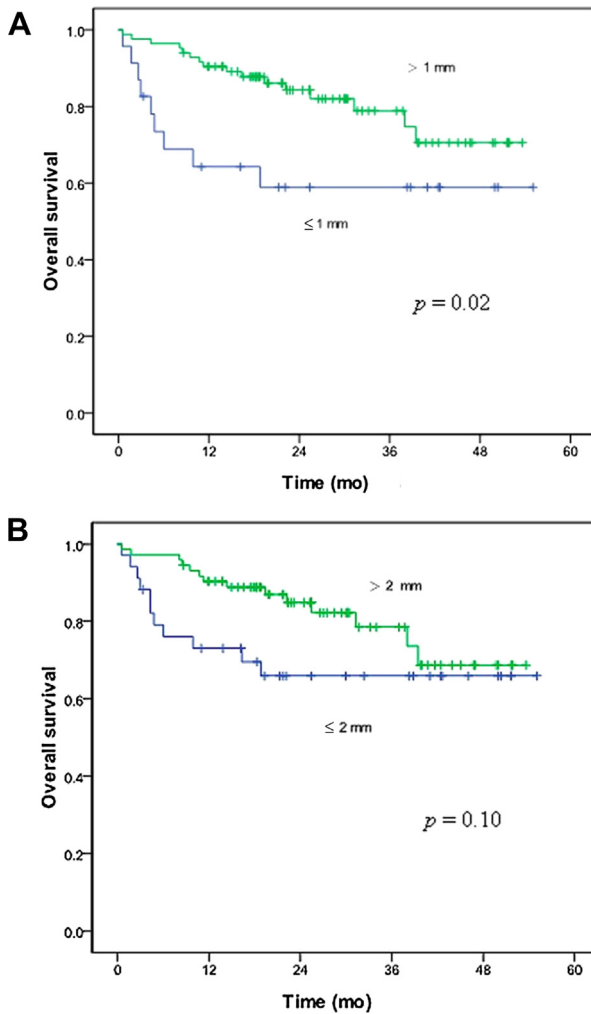 A
1.0
0.8
0.6
0.4
0.2
0.0
Overall survival
> 1 mm
≤ 1 mm
p = 0.02
0 12 24 36 48 60
Time (mo)
B
1.0
0.8
0.6
0.4
0.2
0.0
Overall survival
> 2 mm
≤ 2 mm
p = 0.10
0 12 24 36 48 60
Time (mo)